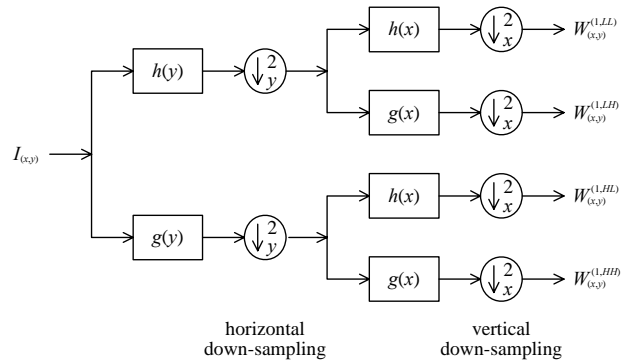 h(x) ↓ 2 x W(x,y)^(1,LL)
h(y) ↓ 2 y
g(x) ↓ 2 x W(x,y)^(1,LH)
I(x,y)
h(x) ↓ 2 x W(x,y)^(1,HL)
g(y) ↓ 2 y
g(x) ↓ 2 x W(x,y)^(1,HH)
horizontal
down-sampling
vertical
down-sampling